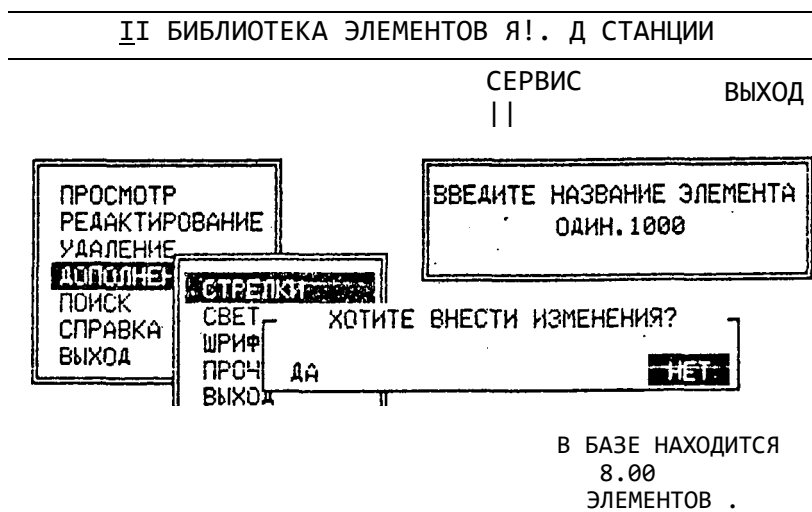 II БИБЛИОТЕКА ЭЛЕМЕНТОВ Я!. Д СТАНЦИИ
СЕРВИС
||
ВЫХОД
ПРОСМОТР
РЕДАКТИРОВАНИЕ
УДАЛЕНИЕ
ДОПОЛНЕН
ПОИСК
СПРАВКА
ВЫХОД
СТРЕЛКИ
СВЕТ
ШРИФ
ПРОЧ
ВЫХОД
ВВЕДИТЕ НАЗВАНИЕ ЭЛЕМЕНТА
ОДИН.1000
ХОТИТЕ ВНЕСТИ ИЗМЕНЕНИЯ?
ДА НЕТ
В БАЗЕ НАХОДИТСЯ
8.00
ЭЛЕМЕНТОВ .